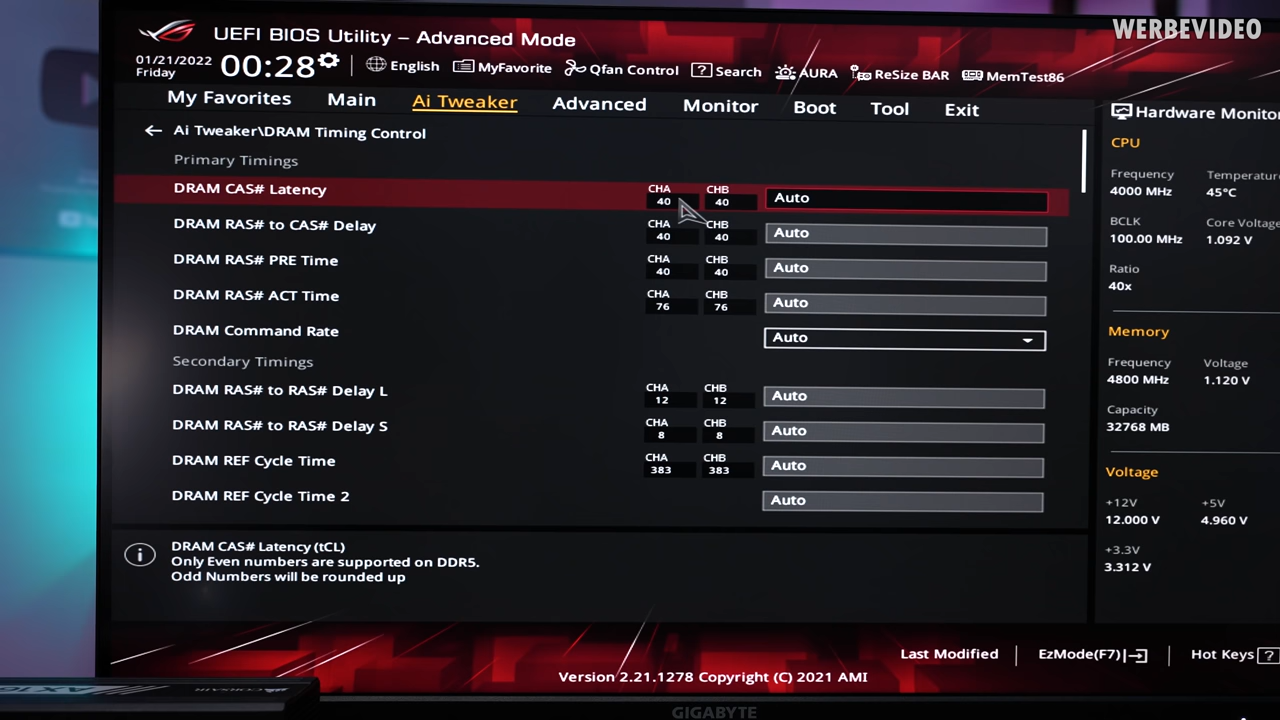 WERBEVIDEO
UEFI BIOS Utility – Advanced Mode
01/21/2022
Friday
00:28
English
MyFavorite
Qfan Control
? Search
AURA
ReSize BAR
MemTest86
My Favorites
Main
Ai Tweaker
Advanced
Monitor
Boot
Tool
Exit
← Ai Tweaker\DRAM Timing Control
Primary Timings
DRAM CAS# Latency CHA 40 CHB 40 Auto
DRAM RAS# to CAS# Delay CHA 40 CHB 40 Auto
DRAM RAS# PRE Time CHA 40 CHB 40 Auto
DRAM RAS# ACT Time CHA 76 CHB 76 Auto
DRAM Command Rate Auto
Secondary Timings
DRAM RAS# to RAS# Delay L CHA 12 CHB 12 Auto
DRAM RAS# to RAS# Delay S CHA 8 CHB 8 Auto
DRAM REF Cycle Time CHA 383 CHB 383 Auto
DRAM REF Cycle Time 2 Auto
i
DRAM CAS# Latency (tCL)
Only Even numbers are supported on DDR5.
Odd Numbers will be rounded up
Hardware Monitor
CPU
Frequency Temperature
4000 MHz 45°C
BCLK Core Voltage
100.00 MHz 1.092 V
Ratio
40x
Memory
Frequency Voltage
4800 MHz 1.120 V
Capacity
32768 MB
Voltage
+12V +5V
12.000 V 4.960 V
+3.3V
3.312 V
Last Modified
EzMode(F7)
Hot Keys ?
Version 2.21.1278 Copyright (C) 2021 AMI
CORSAIR
GIGABYTE